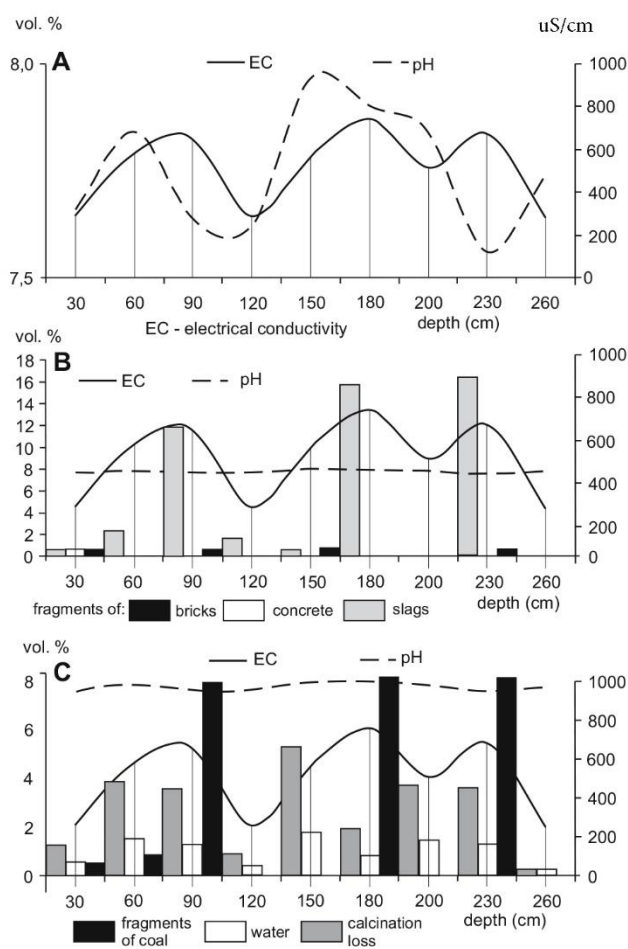 vol. %
uS/cm
8,0
A
EC
pH
1000
800
600
400
200
0
7,5
30 60 90 120 150 180 200 230 260
EC - electrical conductivity
depth (cm)
vol. %
18
16
14
12
10
8
6
4
2
0
B
EC
pH
1000
800
600
400
200
0
30 60 90 120 150 180 200 230 260
depth (cm)
fragments of: bricks concrete slags
vol. %
8
6
4
2
0
C
EC
pH
1000
800
600
400
200
0
30 60 90 120 150 180 200 230 260
depth (cm)
fragments
of coal
water
calcination
loss